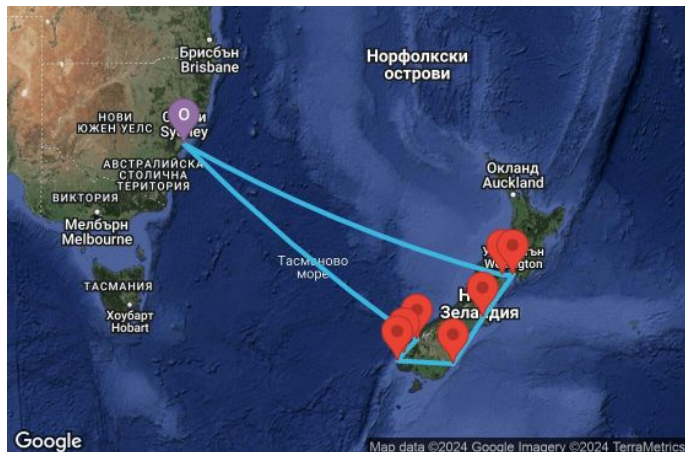 Брисбън
Brisbane
Норфолкски
острови
НОВИ
ЮЖЕН УЕЛС
O
Sydney
АВСТРАЛИЙСКА
СТОЛИЧНА
ТЕРИТОРИЯ
ВИКТОРИЯ
Мелбърн
Melbourne
Окланд
Auckland
Тасманово
море
ТАСМАНИЯ
Хоубарт
Hobart
Зеландия
Google
Map data ©2024 Google Imagery ©2024 TerraMetrics